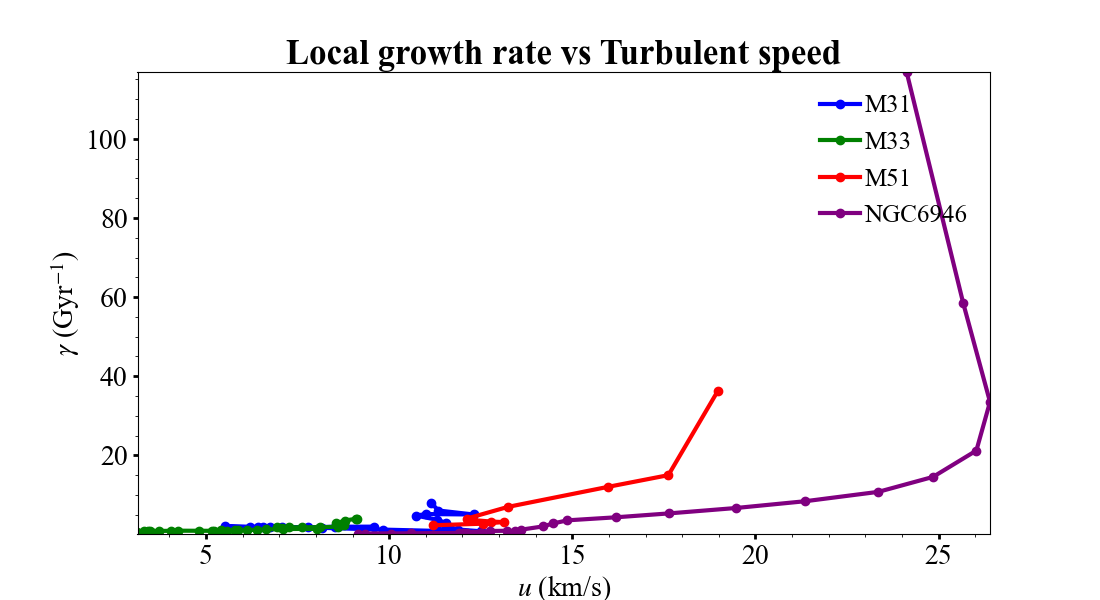 Local growth rate vs Turbulent speed
M31
M33
M51
NGC6946
100
80
60
40
20
γ (Gyr⁻¹)
5 10 15 20 25
u (km/s)